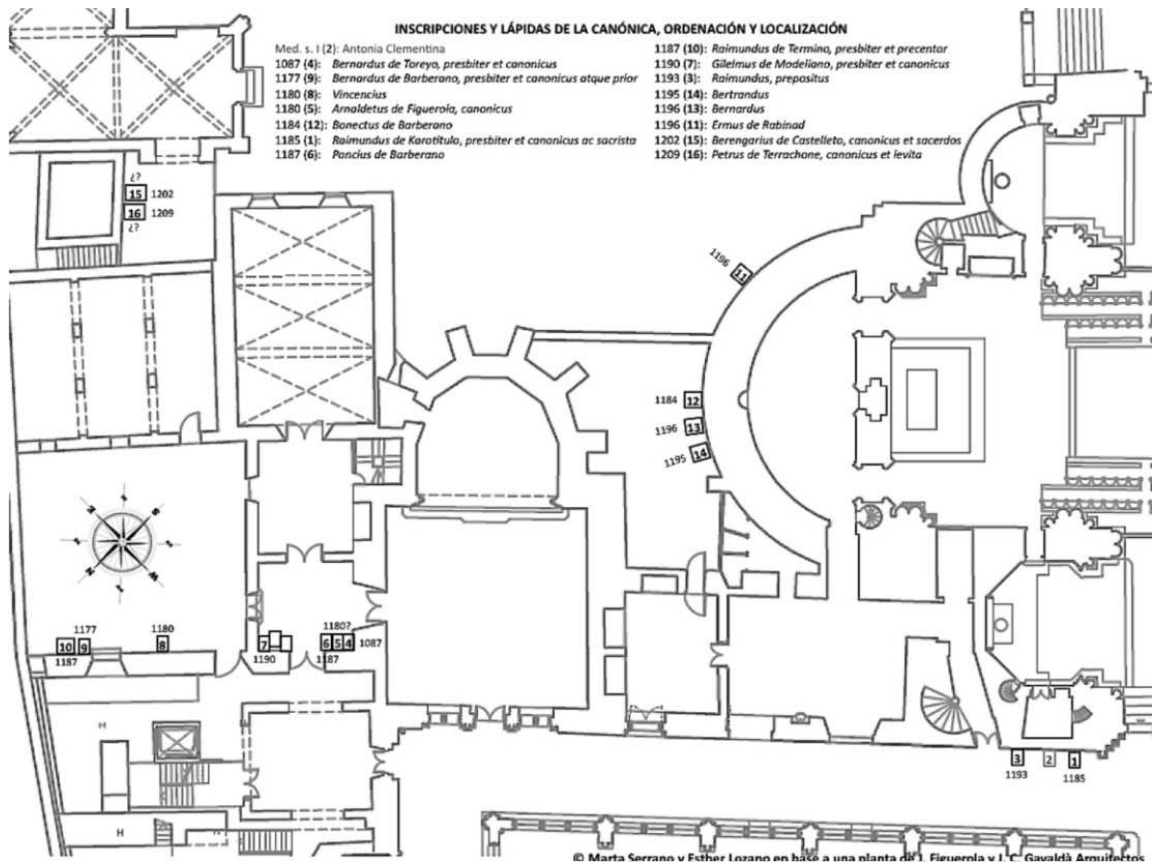 INSCRIPCIONES Y LÁPIDAS DE LA CANÓNICA, ORDENACIÓN Y LOCALIZACIÓN
Med. s. I (2): Antonia Clementina
1087 (4): Bernardus de Toreyo, presbiter et canonicus
1177 (9): Bernardus de Barberano, presbiter et canonicus atque prior
1180 (8): Vincencius
1180 (5): Arnaldetus de Figuerola, canonicus
1184 (12): Bonectus de Barberano
1185 (1): Raimundus de Karotitulo, presbiter et canonicus ac sacrista
1187 (6): Poncius de Barberano
1187 (10): Raimundus de Termino, presbiter et precentor
1190 (7): Gilelmus de Modeliano, presbiter et canonicus
1193 (3): Raimundus, prepositus
1195 (14): Bertrandus
1196 (13): Bernardus
1196 (11): Ermus de Rabinad
1202 (15): Berengarius de Castelleto, canonicus et sacerdos
1209 (16): Petrus de Terrachone, canonicus et levita
¿?
15 1202
16 1209
¿?
1196 11
1184 12
1196 13
1195 14
1177
1180
1180?
10 9
8
7
6 5 4 1087
1187
1190
1187
H
H
3 2 1
1193
1185
© Marta Serrano y Esther Lozano en base a una planta de J. Figuerola y J. C. Gavaldà Arquitectos